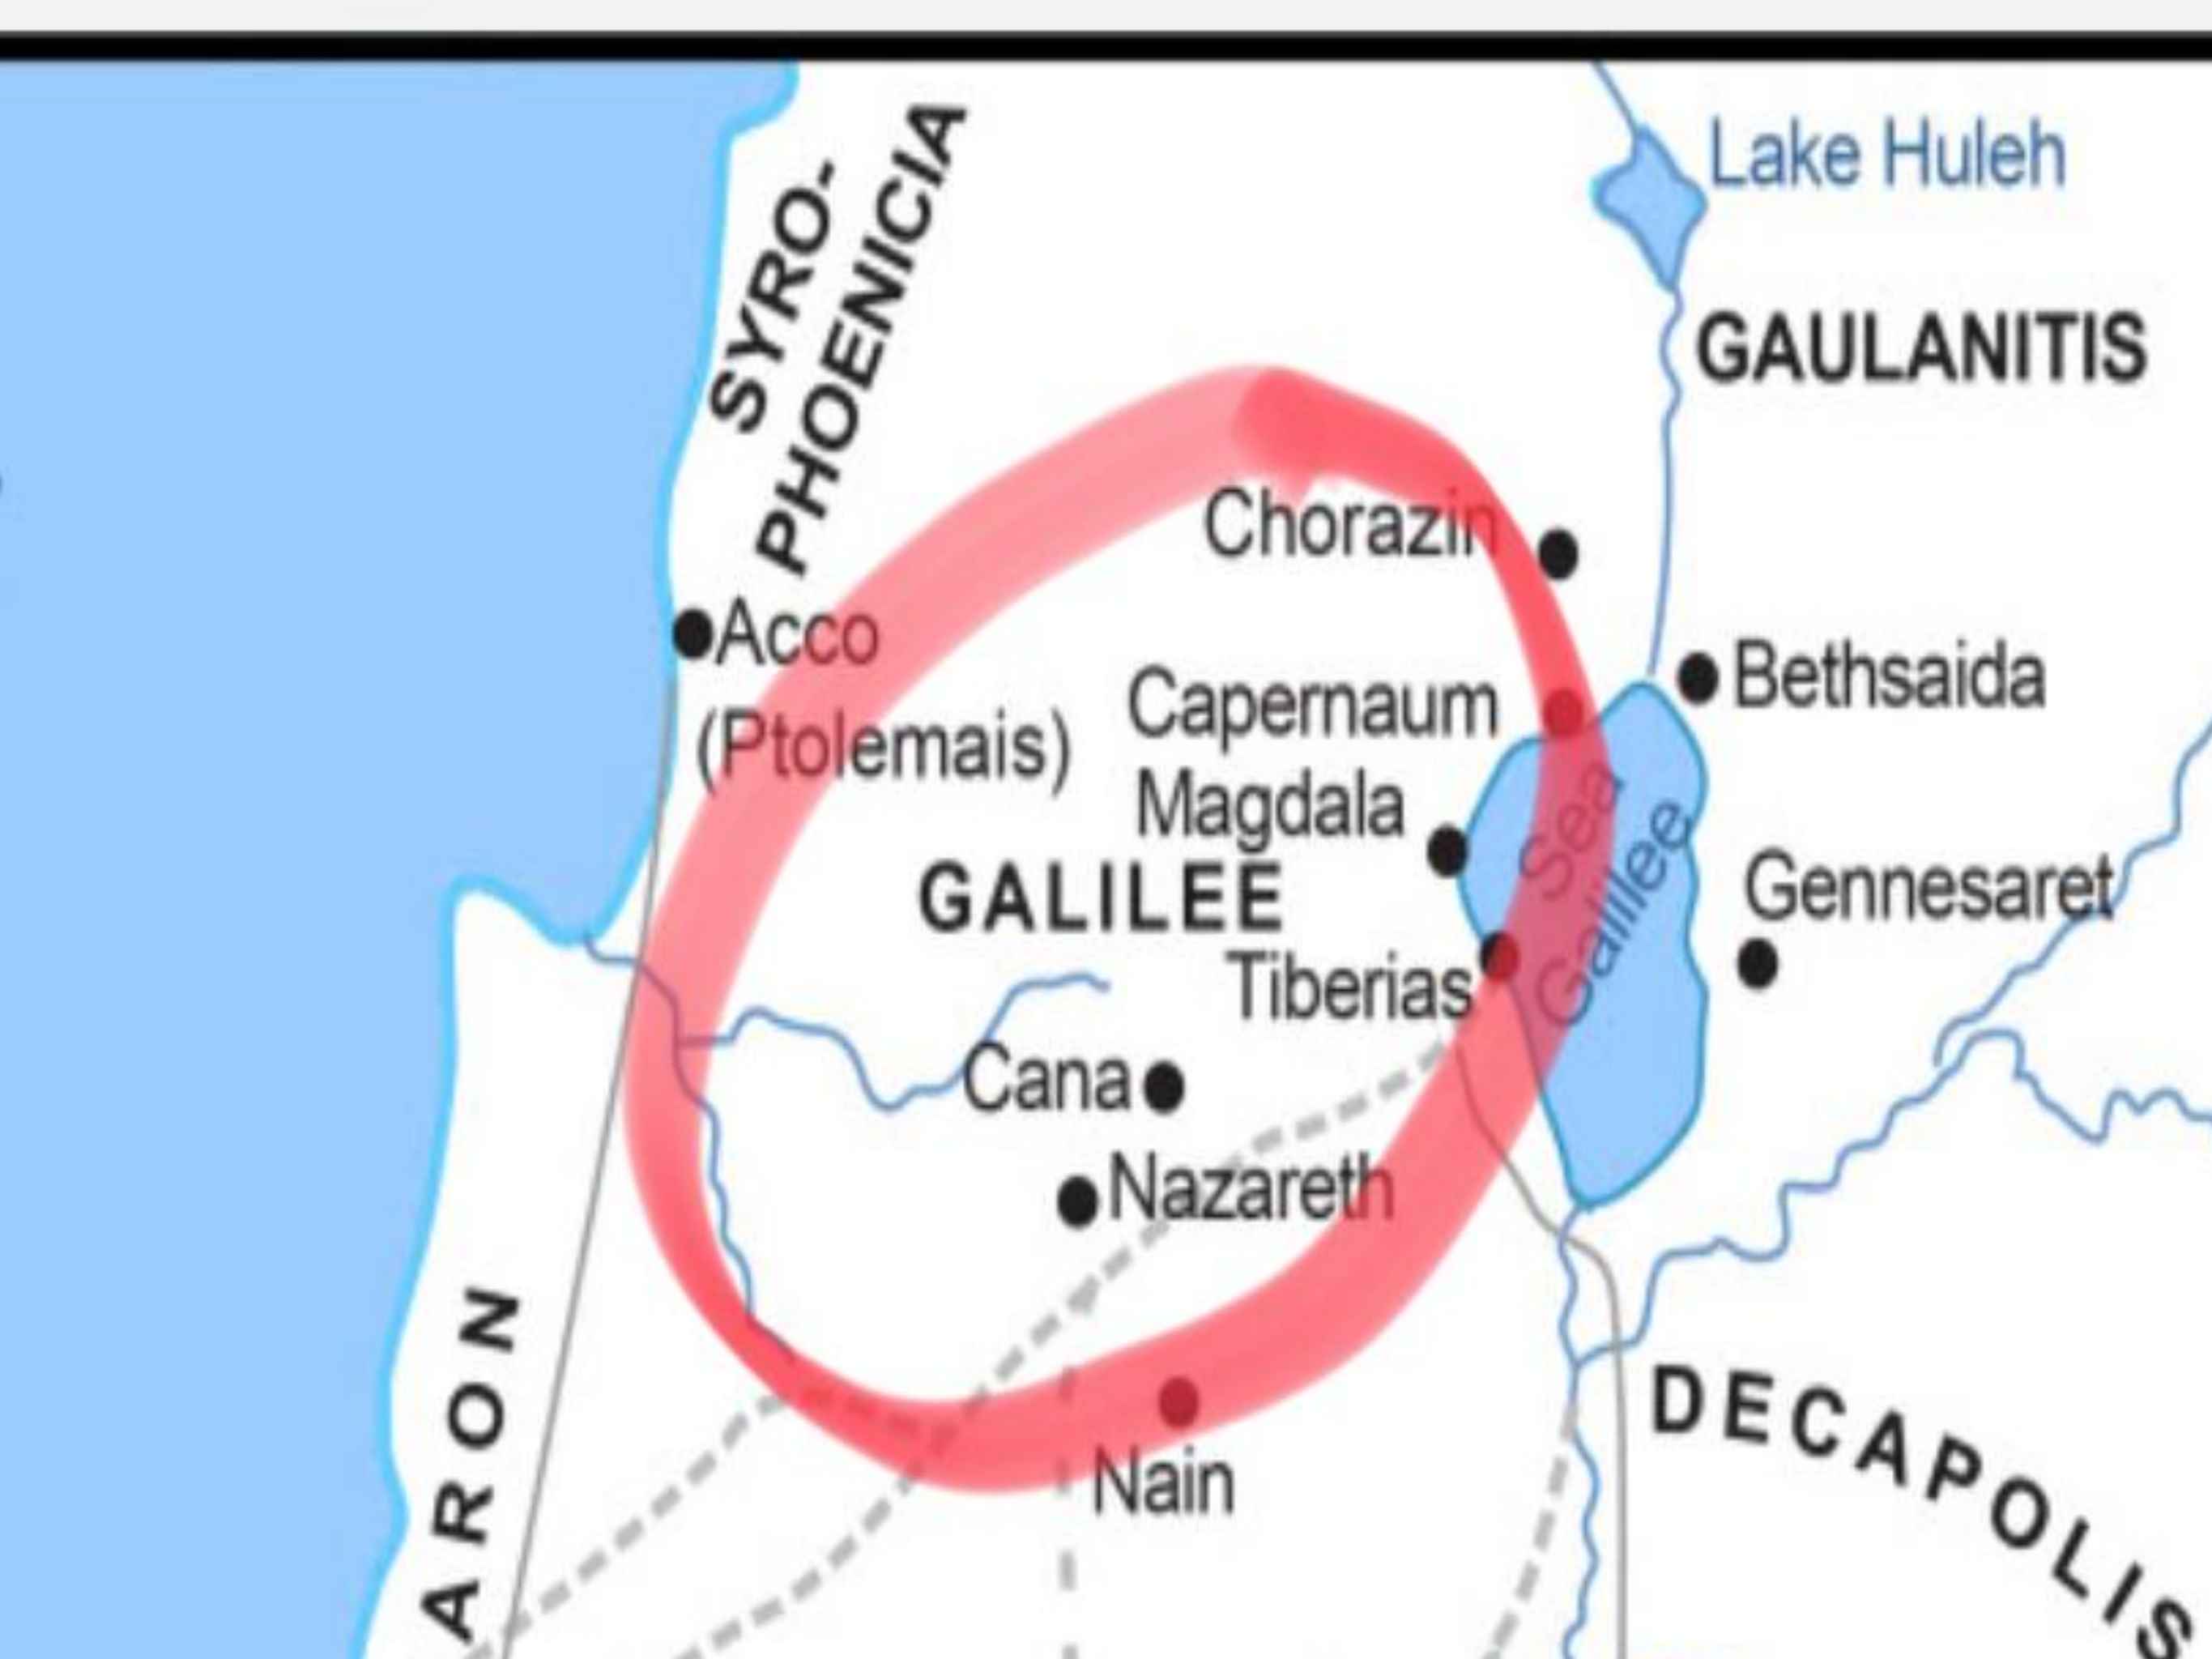 Lake Huleh
SYRO-
PHOENICIA
GAULANITIS
Chorazin
Acco
(Ptolemais)
Bethsaida
Capernaum
Magdala
Sea
Galilee
GALILEE
Gennesaret
Tiberias
Cana
Nazareth
ARON
DECAPOLIS
Nain